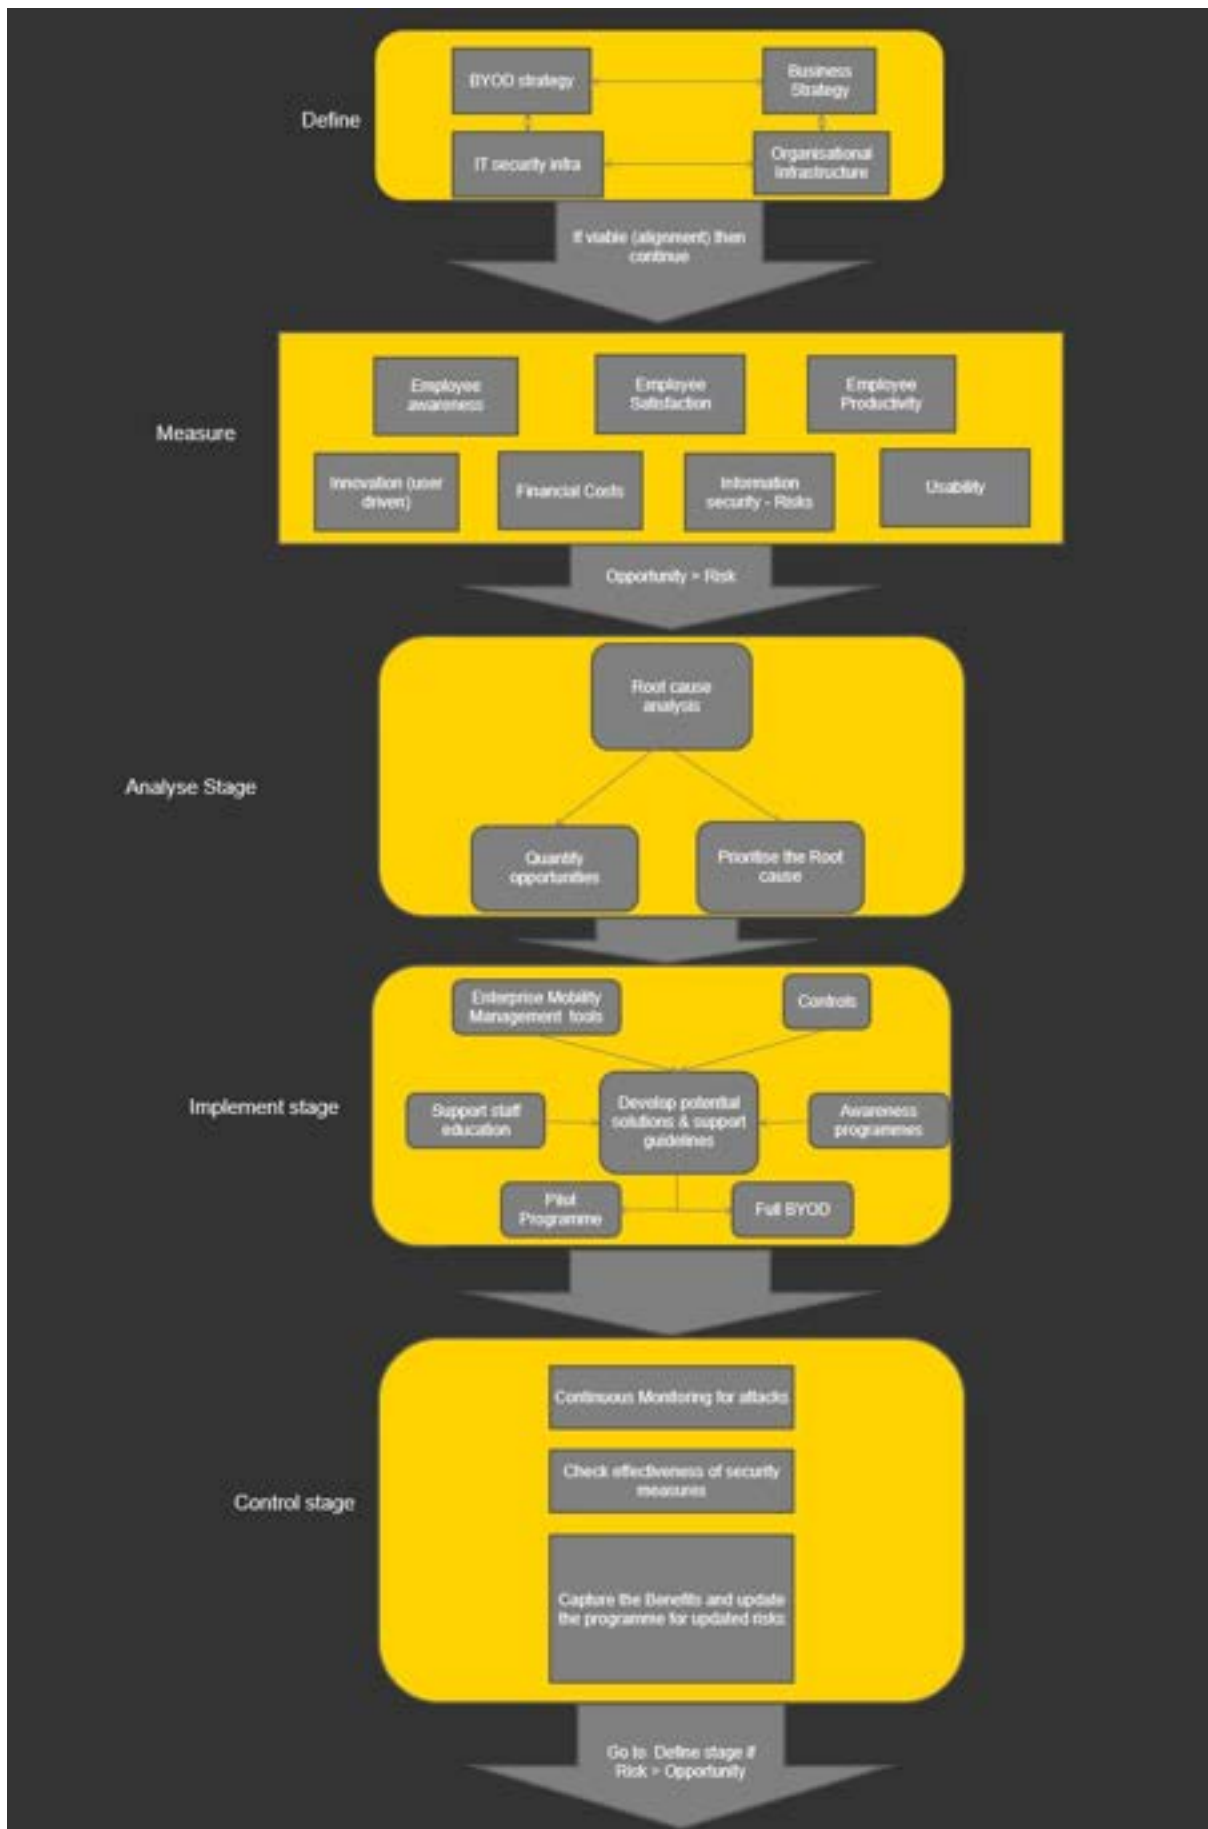 Define
BYOD strategy
Business
Strategy
IT security infra
Organisational
Infrastructure
If viable (alignment) then
continue
Measure
Employee
awareness
Employee
Satisfaction
Employee
Productivity
Innovation (user
driven)
Financial Costs
Information
security - Risks
Usability
Opportunity > Risk
Analyse Stage
Root cause
analysis
Quantify
opportunities
Prioritise the Root
cause
Implement stage
Enterprise Mobility
Management tools
Controls
Support staff
education
Develop potential
solutions & support
guidelines
Awareness
programmes
Pilot
Programme
Full BYOD
Control stage
Continuous Monitoring for attacks
Check effectiveness of security
measures
Capture the Benefits and update
the programme for updated risks
Go to Define stage if
Risk > Opportunity